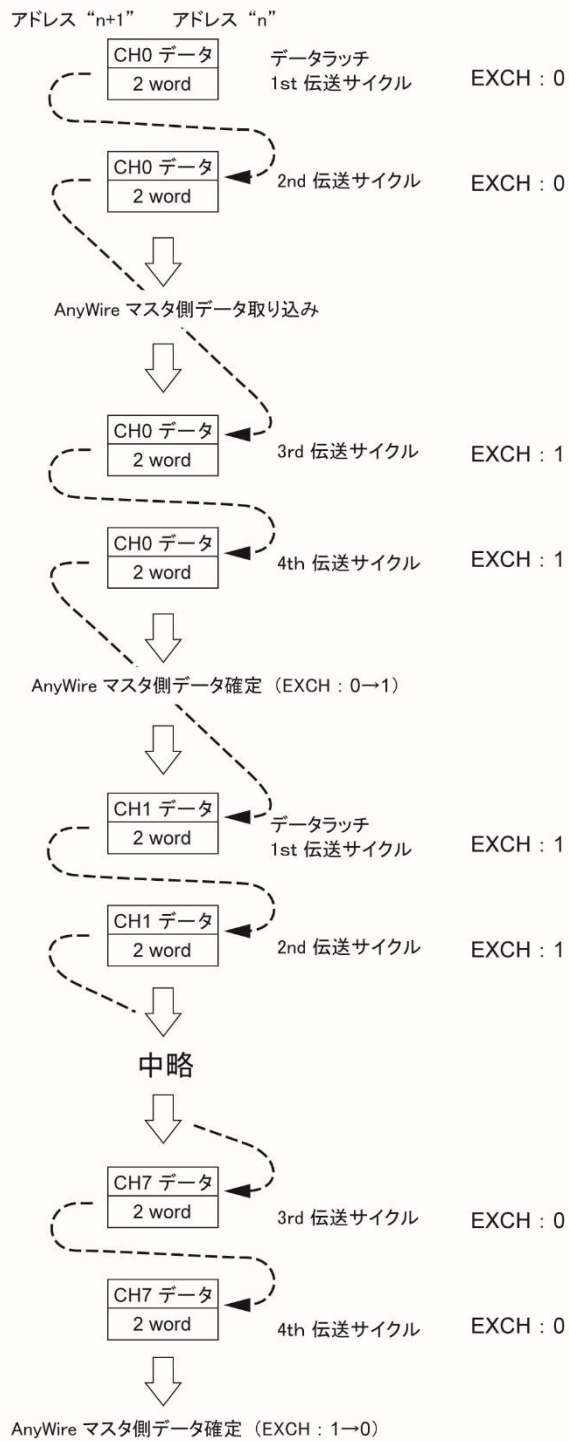 アドレス “n+1” アドレス “n”
CH0 データ
2 word
データラッチ
1st 伝送サイクル
EXCH : 0
CH0 データ
2 word
2nd 伝送サイクル
EXCH : 0
AnyWire マスタ側データ取り込み
CH0 データ
2 word
3rd 伝送サイクル
EXCH : 1
CH0 データ
2 word
4th 伝送サイクル
EXCH : 1
AnyWire マスタ側データ確定 (EXCH : 0→1)
CH1 データ
2 word
データラッチ
1st 伝送サイクル
EXCH : 1
CH1 データ
2 word
2nd 伝送サイクル
EXCH : 1
中略
CH7 データ
2 word
3rd 伝送サイクル
EXCH : 0
CH7 データ
2 word
4th 伝送サイクル
EXCH : 0
AnyWire マスタ側データ確定 (EXCH : 1→0)